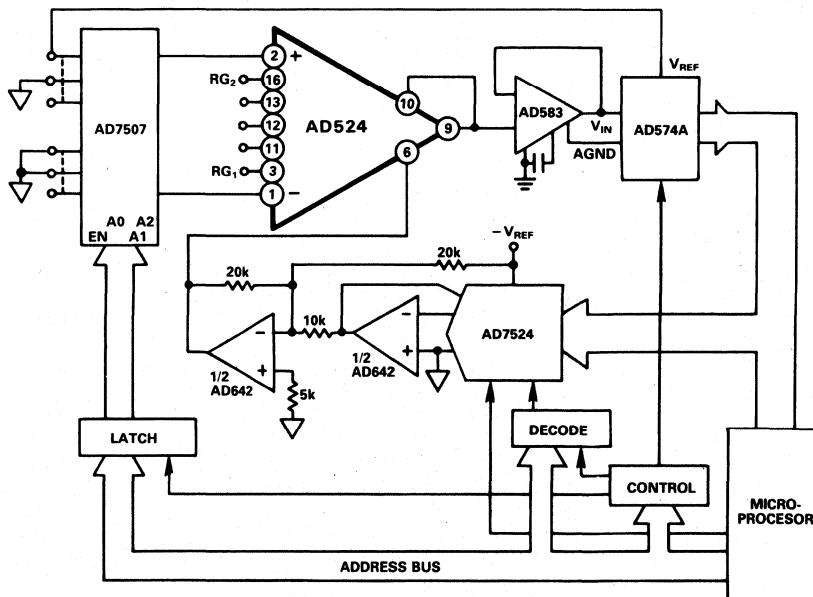 VREF
2
+
RG2
16
13
12
11
RG1
3
1
−
AD7507
AD524
10
9
6
AD583
VIN
AGND
AD574A
A0 A2
EN A1
−VREF
20k
20k
10k
−
+
1/2
AD642
5k
−
+
1/2
AD642
AD7524
LATCH
DECODE
CONTROL
MICRO-
PROCESOR
ADDRESS BUS